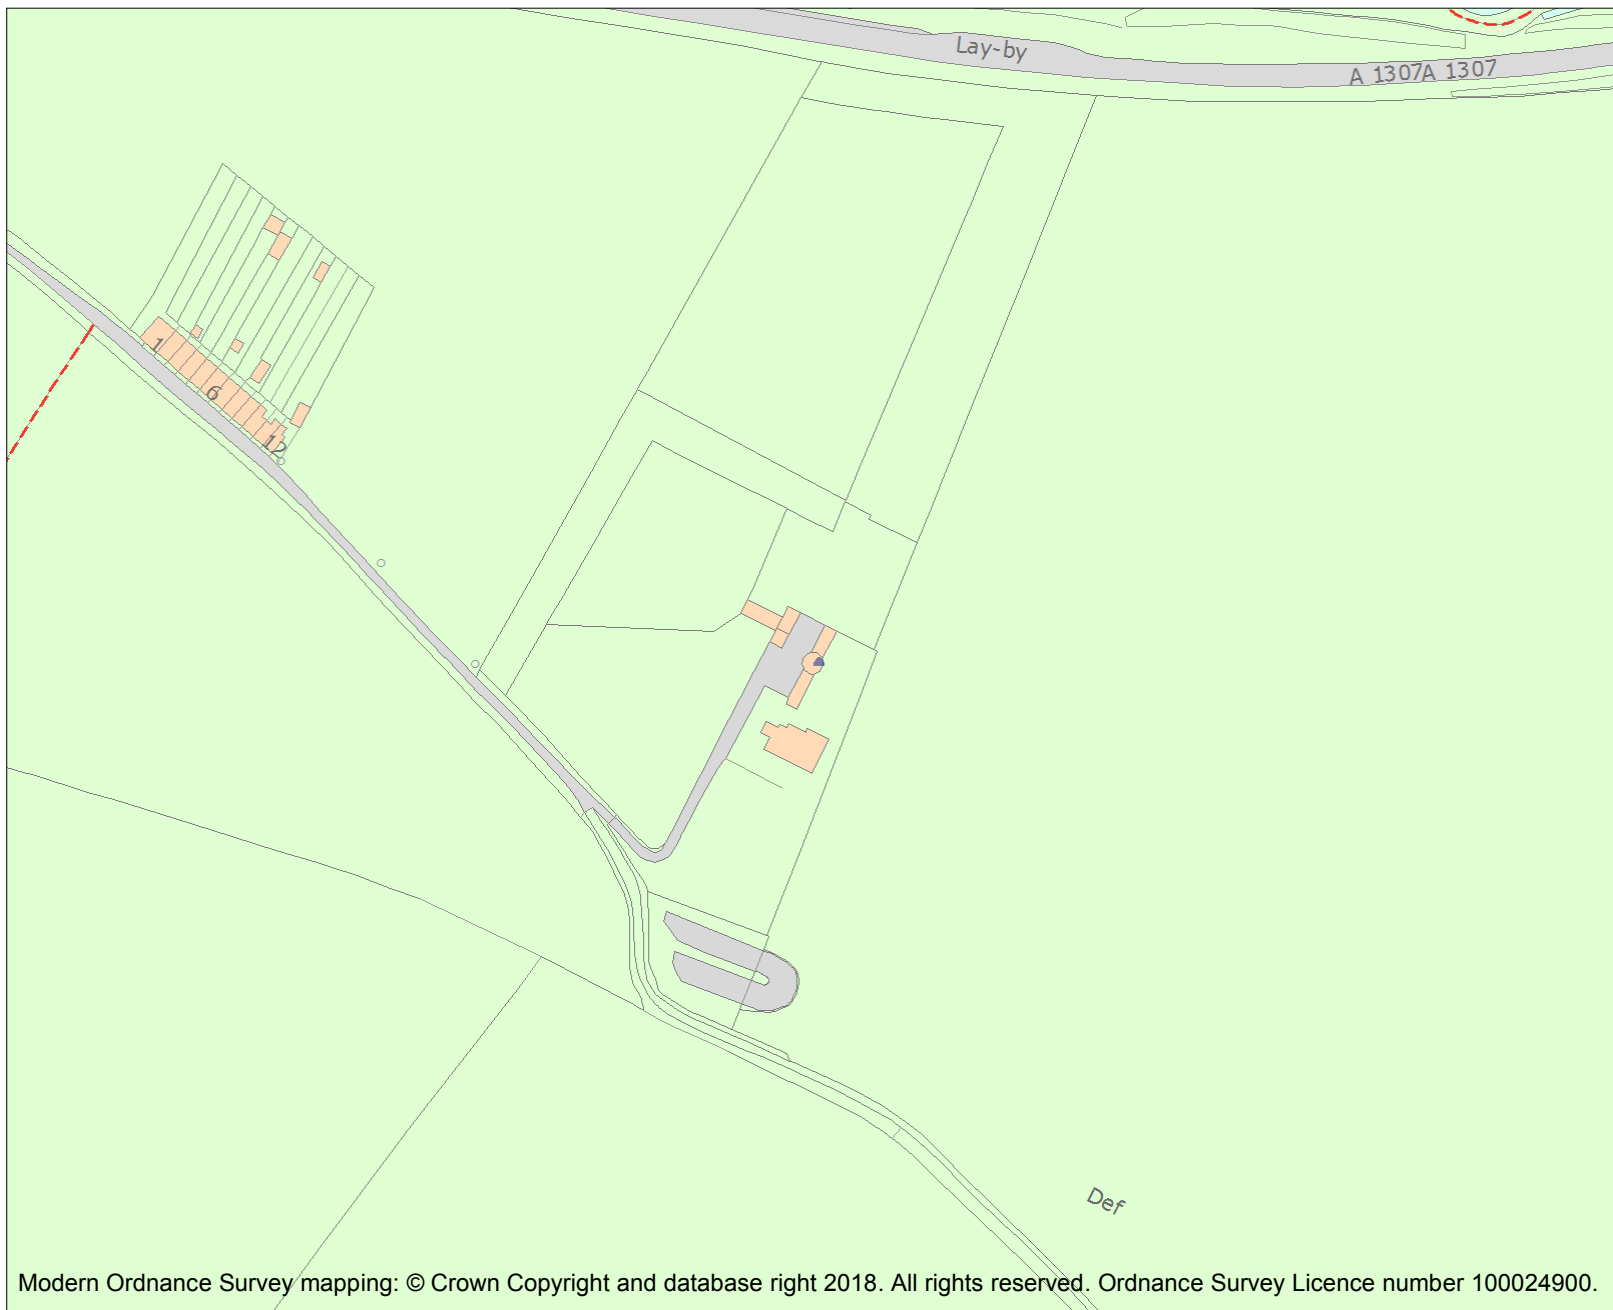 Lay-by
A 1307A 1307
1
6
12
Def
Modern Ordnance Survey mapping: © Crown Copyright and database right 2018. All rights reserved. Ordnance Survey Licence number 100024900.